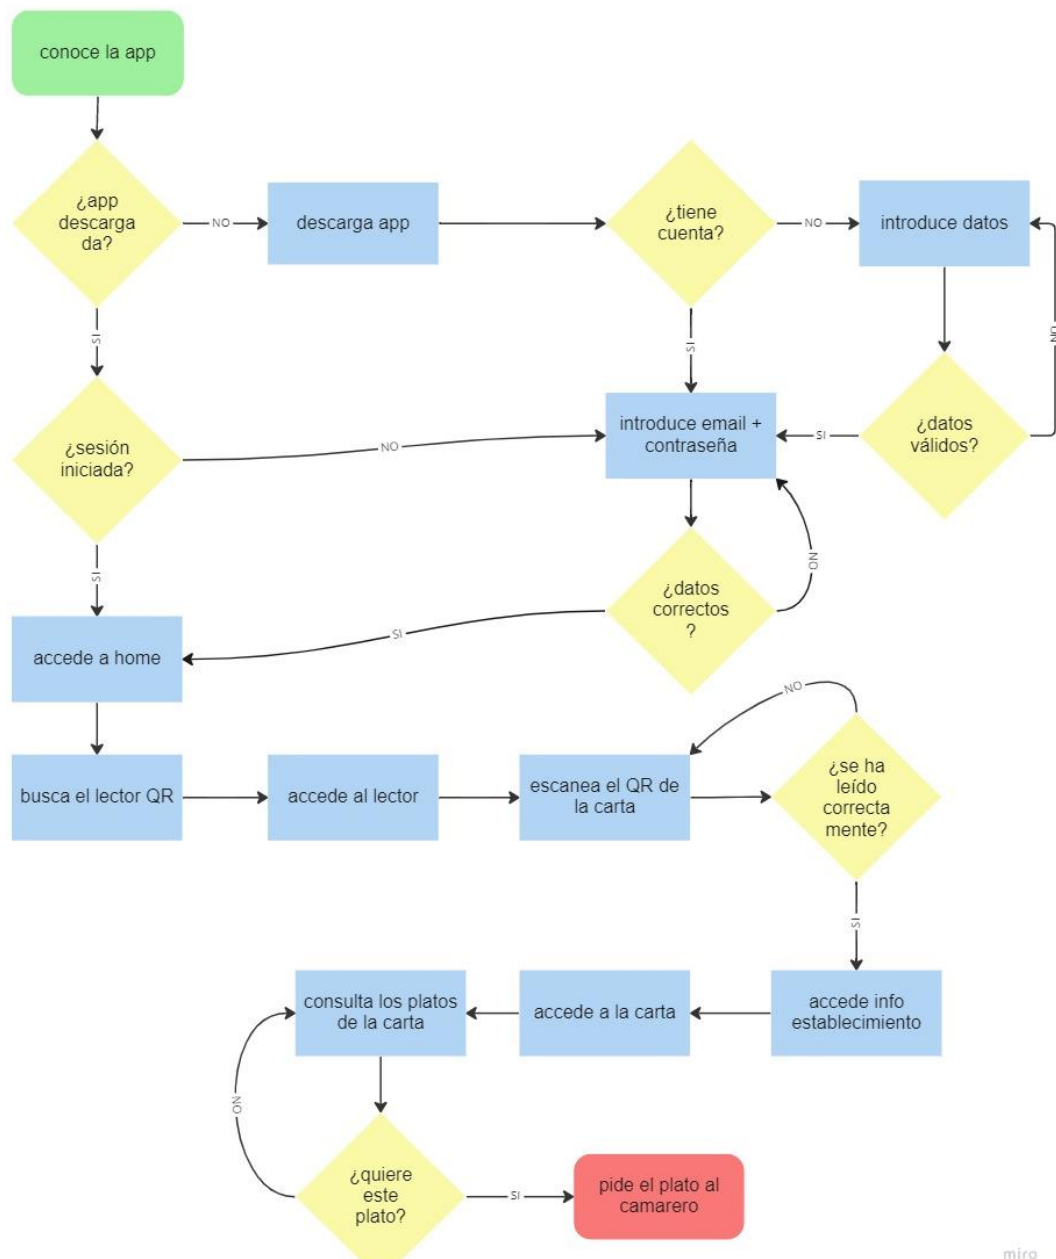 conoce la app
¿app
descarga
da?
NO
descarga app
¿tiene
cuenta?
NO
introduce datos
NO
SI
SI
¿sesión
iniciada?
NO
introduce email +
contraseña
SI
¿datos
válidos?
SI
¿datos
correctos
?
NO
SI
accede a home
NO
busca el lector QR
accede al lector
escanea el QR de
la carta
¿se ha
leído
correcta
mente?
SI
consulta los platos
de la carta
accede a la carta
accede info
establecimiento
NO
¿quiere
este
plato?
SI
pide el plato al
camarero
miro